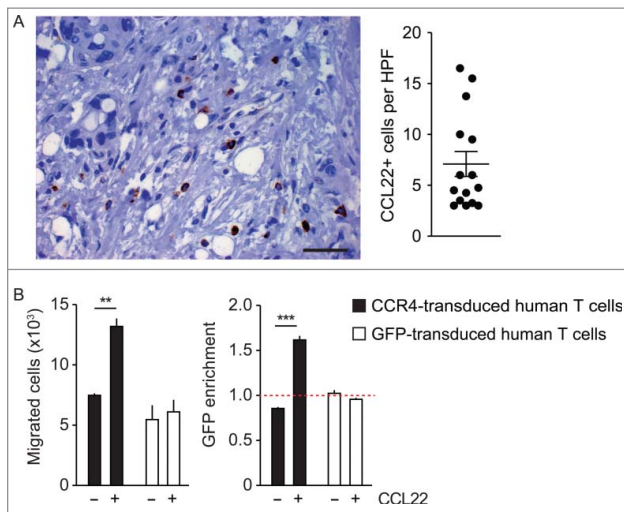 A
CCL22+ cells per HPF
20
15
10
5
0
B
Migrated cells (x10³)
15
10
5
0
**
− + − +
GFP enrichment
2.0
1.5
1.0
0.5
0.0
***
− + − + CCL22
CCR4-transduced human T cells
GFP-transduced human T cells